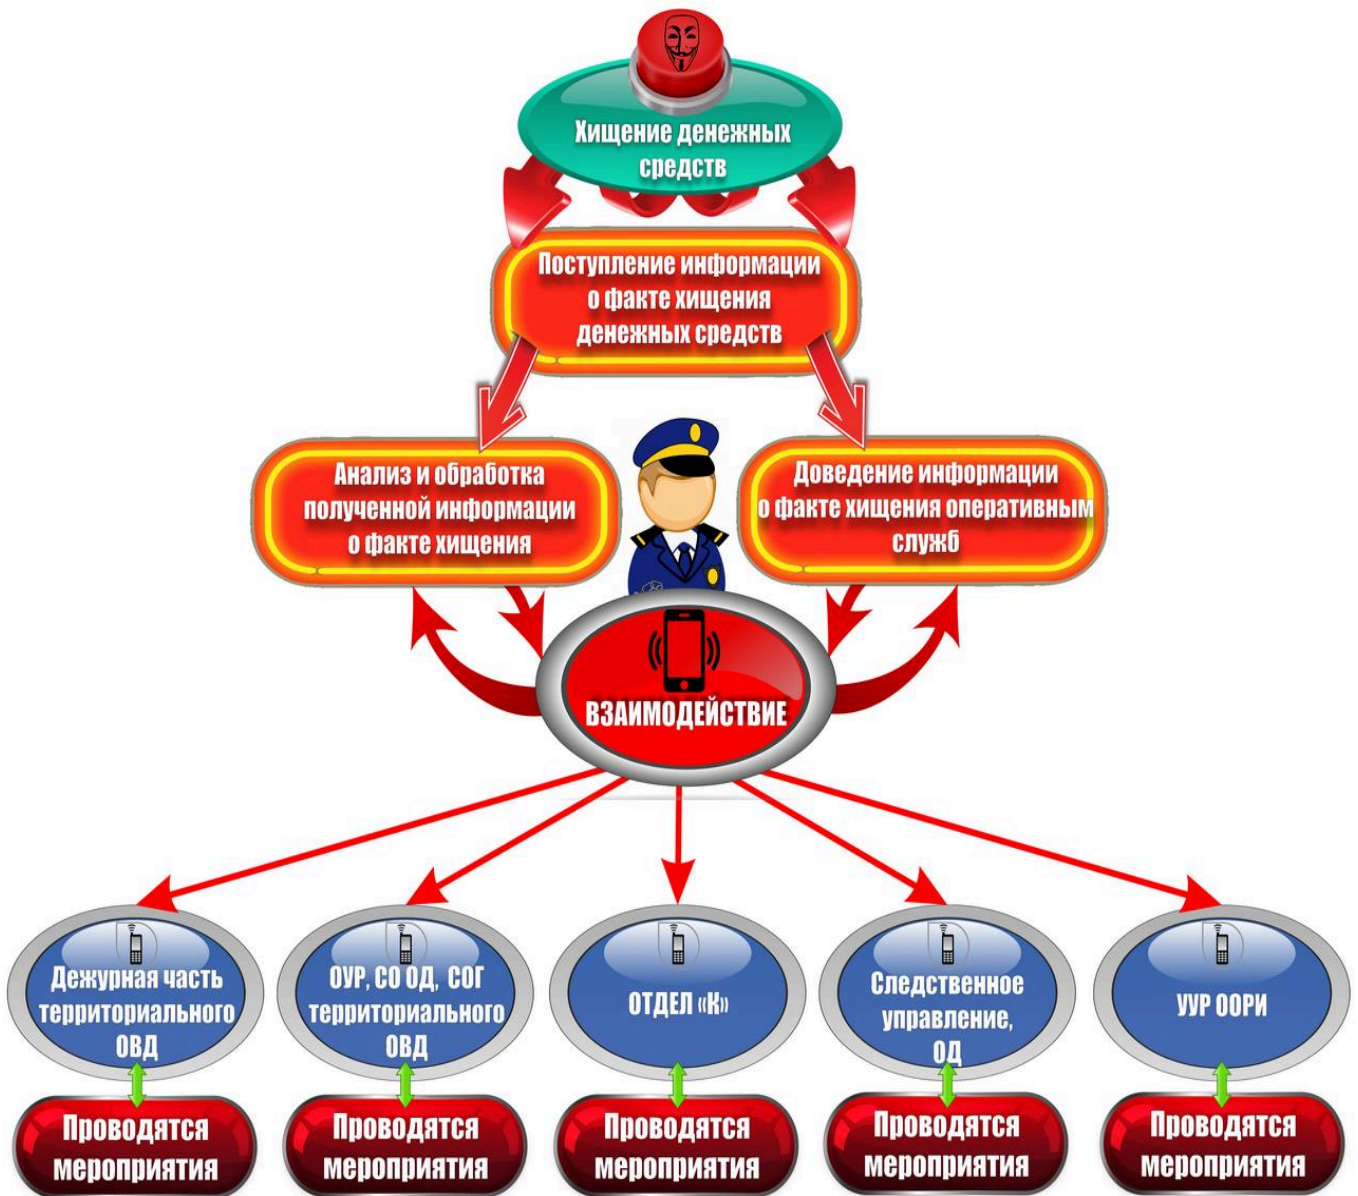 Хищение денежных
средств
Поступление информации
о факте хищения
денежных средств
Анализ и обработка
полученной информации
о факте хищения
Доведение информации
о факте хищения оперативным
служб
ВЗАИМОДЕЙСТВИЕ
Дежурная часть
территориального
ОВД
ОУР, СО ОД, СОГ
территориального
ОВД
ОТДЕЛ «К»
Следственное
управление,
ОД
УУР ООРИ
Проводятся
мероприятия
Проводятся
мероприятия
Проводятся
мероприятия
Проводятся
мероприятия
Проводятся
мероприятия